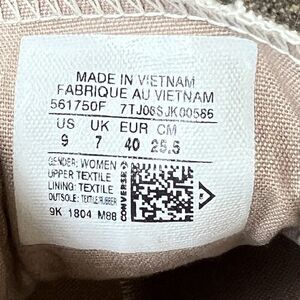 MADE IN VIETNAM
FABRIQUE AU VIETNAM
561750F 7TJ06SJK00586
US UK EUR CM
9 7 40 25.5
GENDER: WOMEN
UPPER TEXTILE
LINING: TEXTILE
OUTSOLE: TEXTILE/RUBBER
9K 1804 M88
CONVERSE